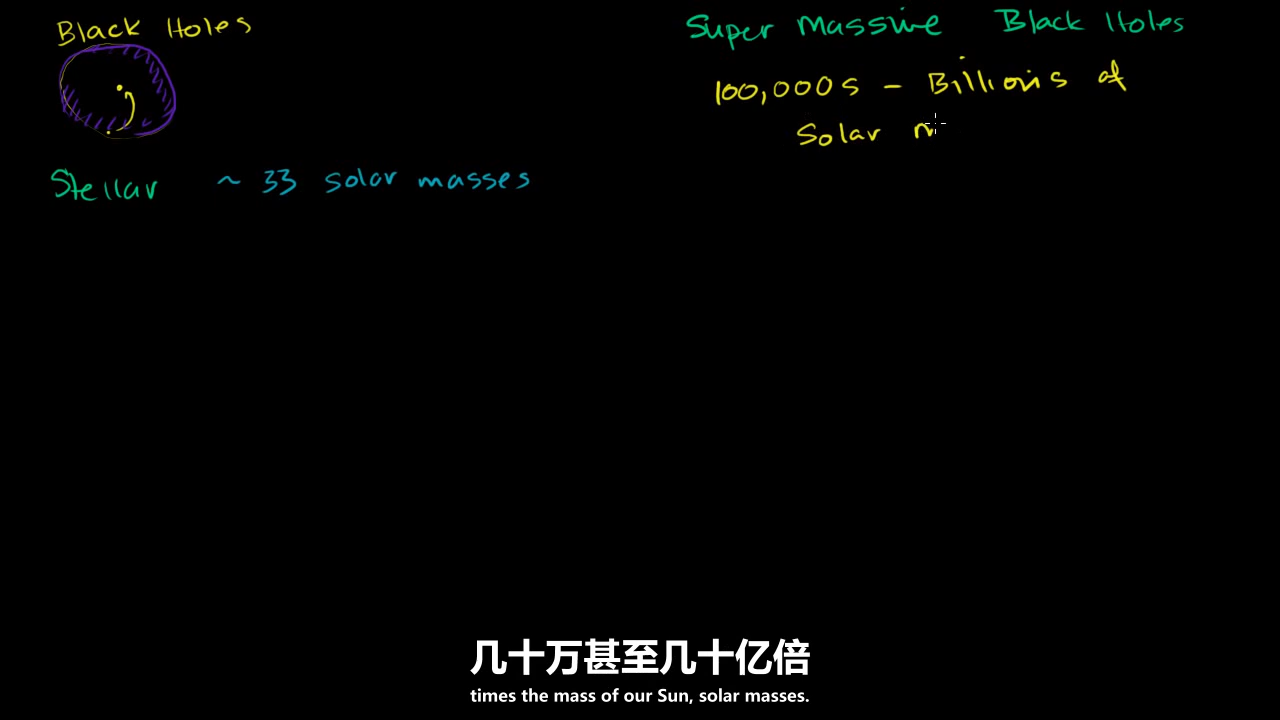 Black Holes
Stellar ~ 33 solar masses
Super Massive Black Holes
100,000s - Billions of
Solar m
几十万甚至几十亿倍
times the mass of our Sun, solar masses.